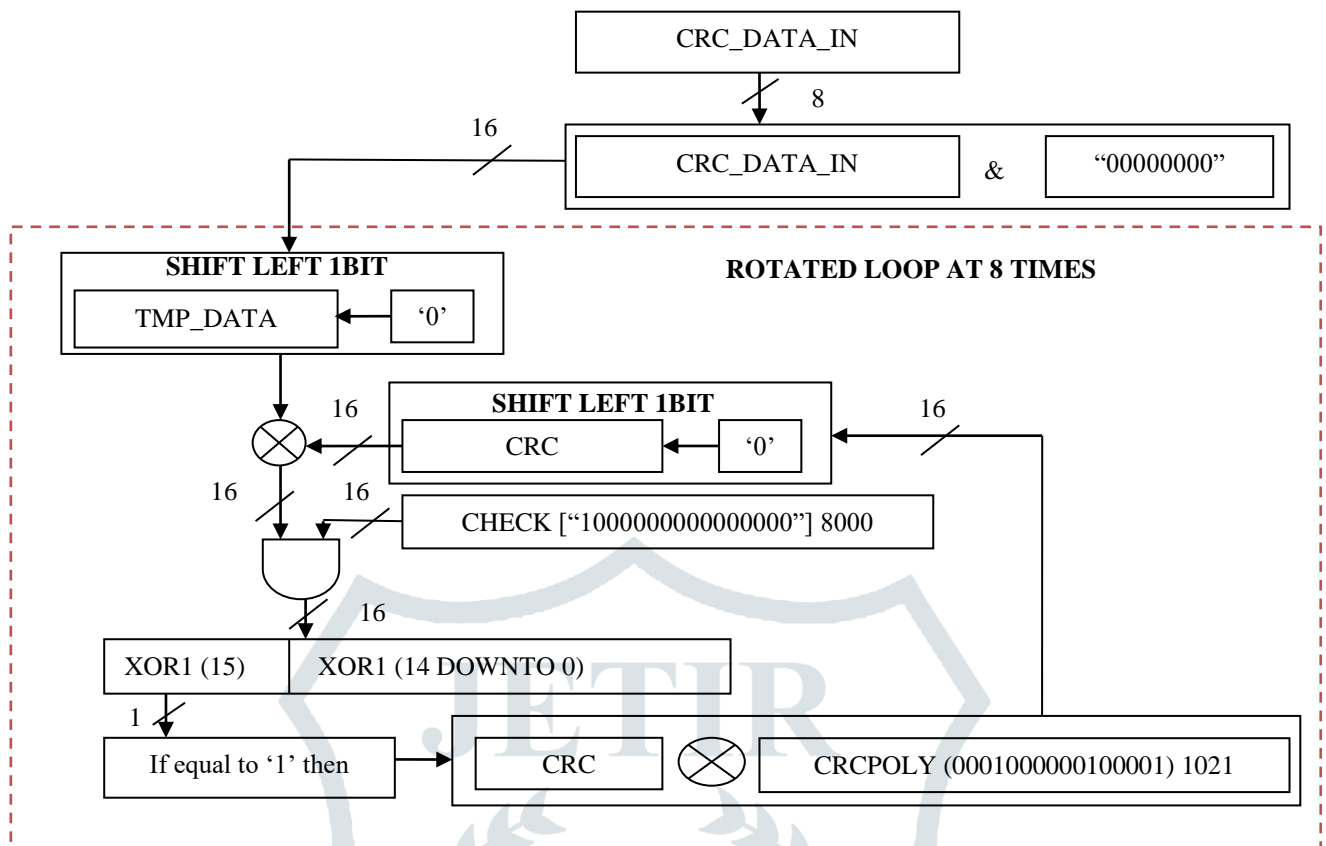 CRC_DATA_IN
8
16
CRC_DATA_IN & “00000000”
SHIFT LEFT 1BIT
ROTATED LOOP AT 8 TIMES
TMP_DATA ‘0’
SHIFT LEFT 1BIT
16
16
CRC ‘0’
16
16
CHECK [“1000000000000000”] 8000
16
XOR1 (15) XOR1 (14 DOWNTO 0)
JETIR
1
If equal to ‘1’ then
CRC CRCPOLY (0001000000100001) 1021